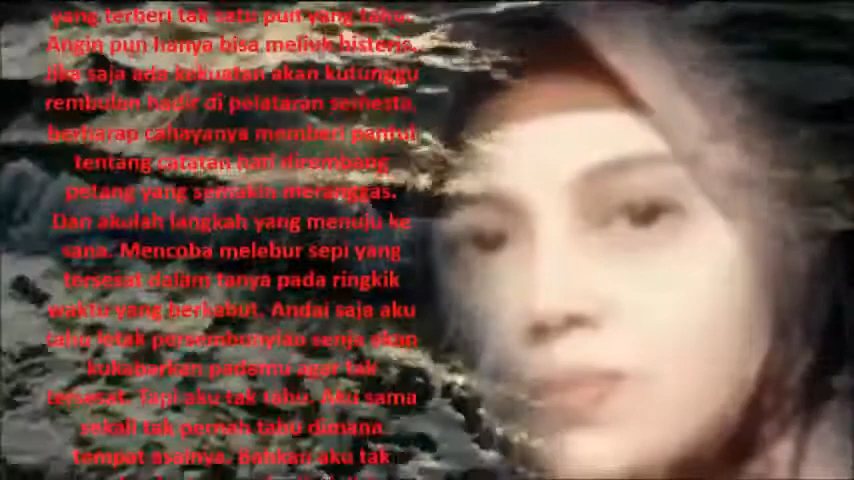 yang terberi tak satu pun yang tahu.
Angin pun hanya bisa meliuk histeris.
Jika saja ada kekuatan akan kutunggu
rembulan hadir di pelataran semesta,
berharap cahayanya memberi pantul
tentang catatan hari dirembang
petang yang semakin meranggas.
Dan akulah langkah yang menuju ke
sana. Mencoba melebur sepi yang
tersesat dalam tanya pada ringkik
waktu yang berkabut. Andai saja aku
tahu letak persembunyian senja akan
kukabarkan padamu agar tak
tersesat. Tapi aku tak tahu. Aku sama
sekali tak pernah tahu dimana
tempat asalnya. Bahkan aku tak